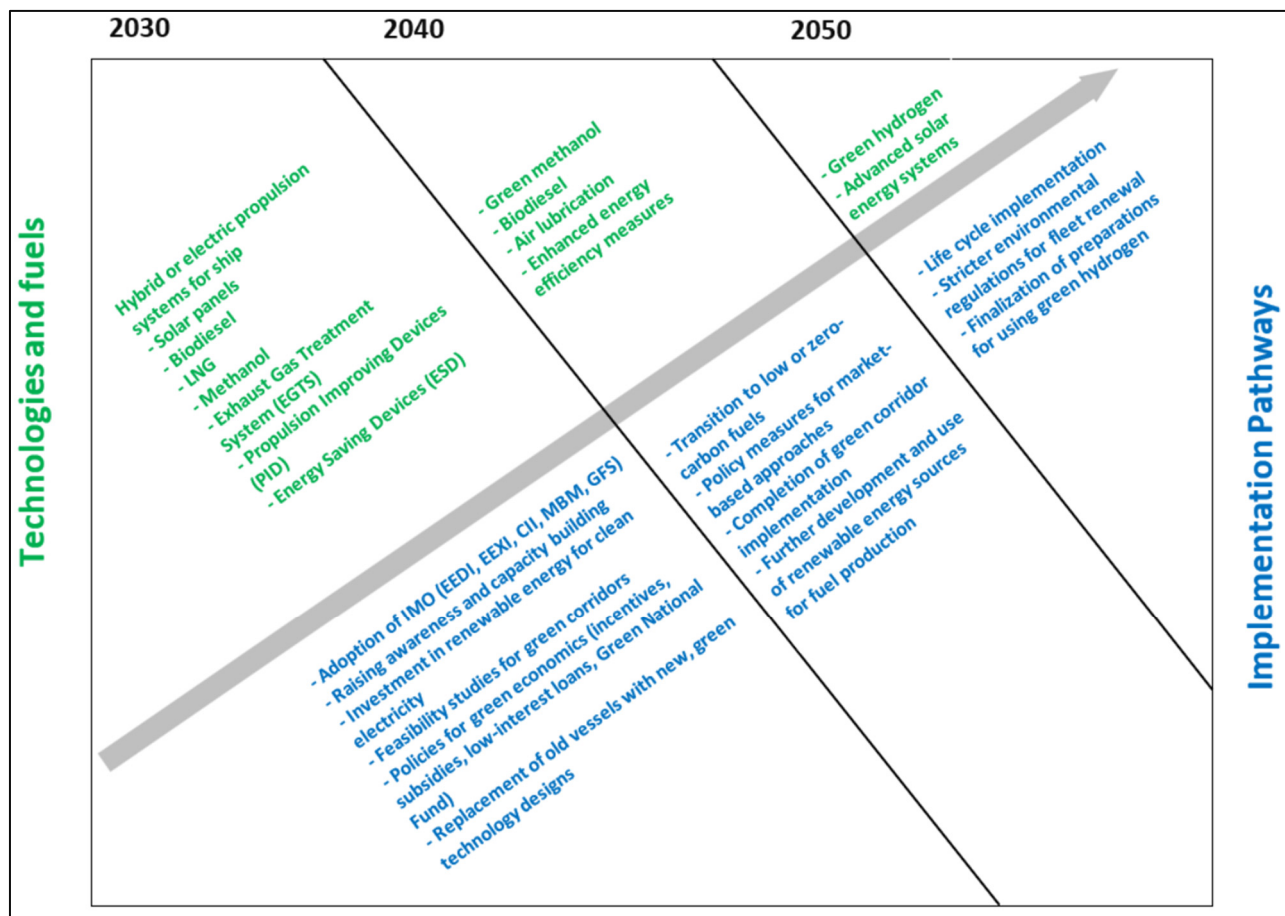 2030
2040
2050
Technologies and fuels
Hybrid or electric propulsion
systems for ship
- Solar panels
- Biodiesel
- LNG
- Methanol
- Exhaust Gas Treatment
System (EGTS)
- Propulsion Improving Devices
(PID)
- Energy Saving Devices (ESD)
- Green methanol
- Biodiesel
- Air lubrication
- Enhanced energy
efficiency measures
- Green hydrogen
- Advanced solar
energy systems
- Adoption of IMO (EEDI, EEXI, CII, MBM, GFS)
- Raising awareness and capacity building
- Investment in renewable energy for clean
electricity
- Feasibility studies for green corridors
- Policies for green economics (incentives,
subsidies, low-interest loans, Green National
Fund)
- Replacement of old vessels with new, green
technology designs
- Transition to low or zero-
carbon fuels
- Policy measures for market-
based approaches
- Completion of green corridor
implementation
- Further development and use
of renewable energy sources
for fuel production
- Life cycle implementation
- Stricter environmental
regulations for fleet renewal
- Finalization of preparations
for using green hydrogen
Implementation Pathways